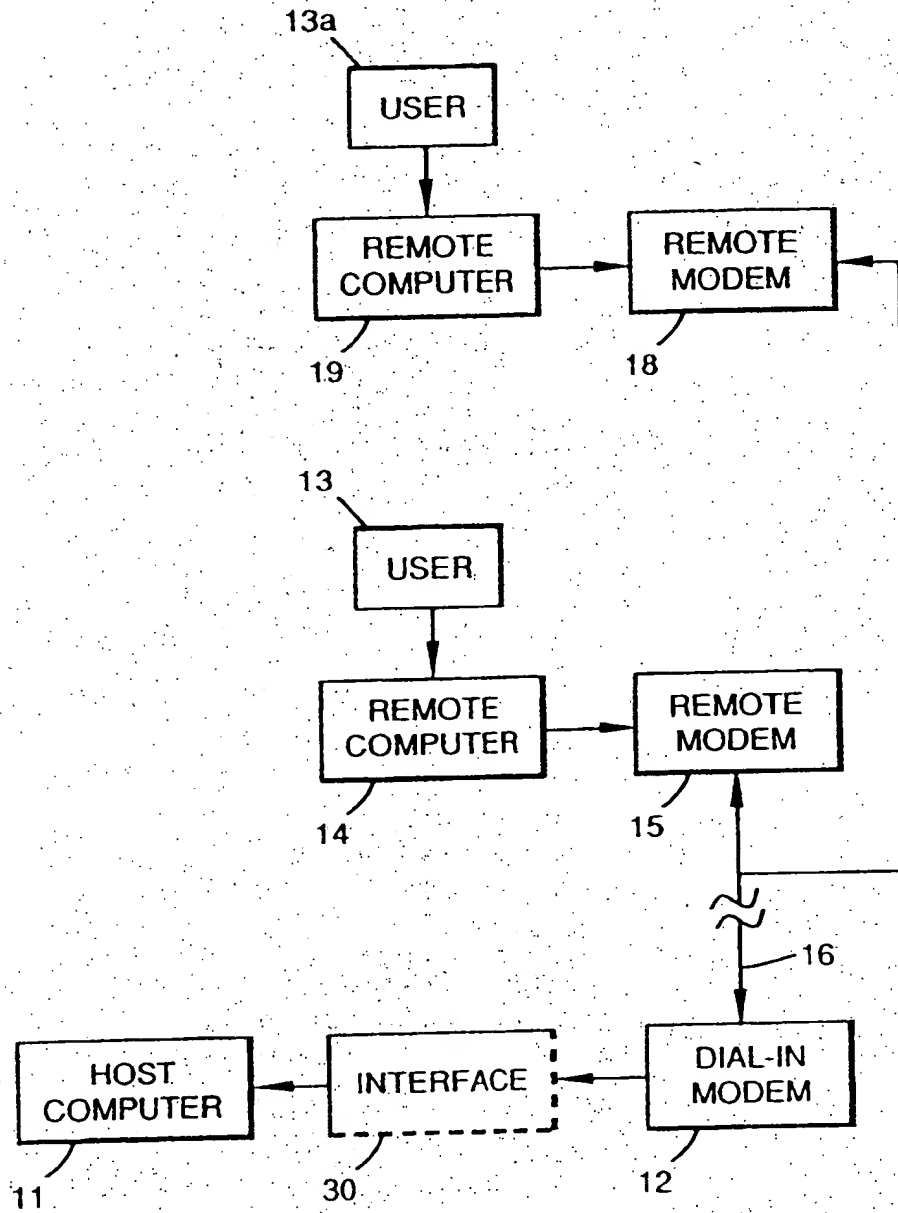 13a
USER
REMOTE
COMPUTER
19
REMOTE
MODEM
18
13
USER
REMOTE
COMPUTER
14
REMOTE
MODEM
15
16
HOST
COMPUTER
11
INTERFACE
30
DIAL-IN
MODEM
12